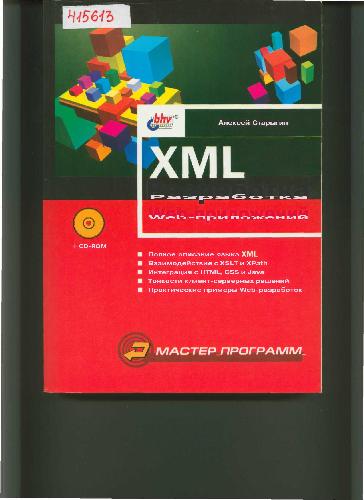 415613
bhv
Алексей Старыгин
XML
Разработка
Web-приложений
+ CD-ROM
Полное описание языка XML
Взаимодействие с XSLT и XPath
Интеграция с HTML, CSS и Java
Тонкости клиент-серверных решений
Практические примеры Web-разработок
МАСТЕР ПРОГРАММ